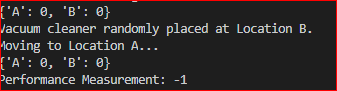 {'A': 0, 'B': 0}
Vacuum cleaner randomly placed at Location B.
Moving to Location A...
{'A': 0, 'B': 0}
Performance Measurement: -1